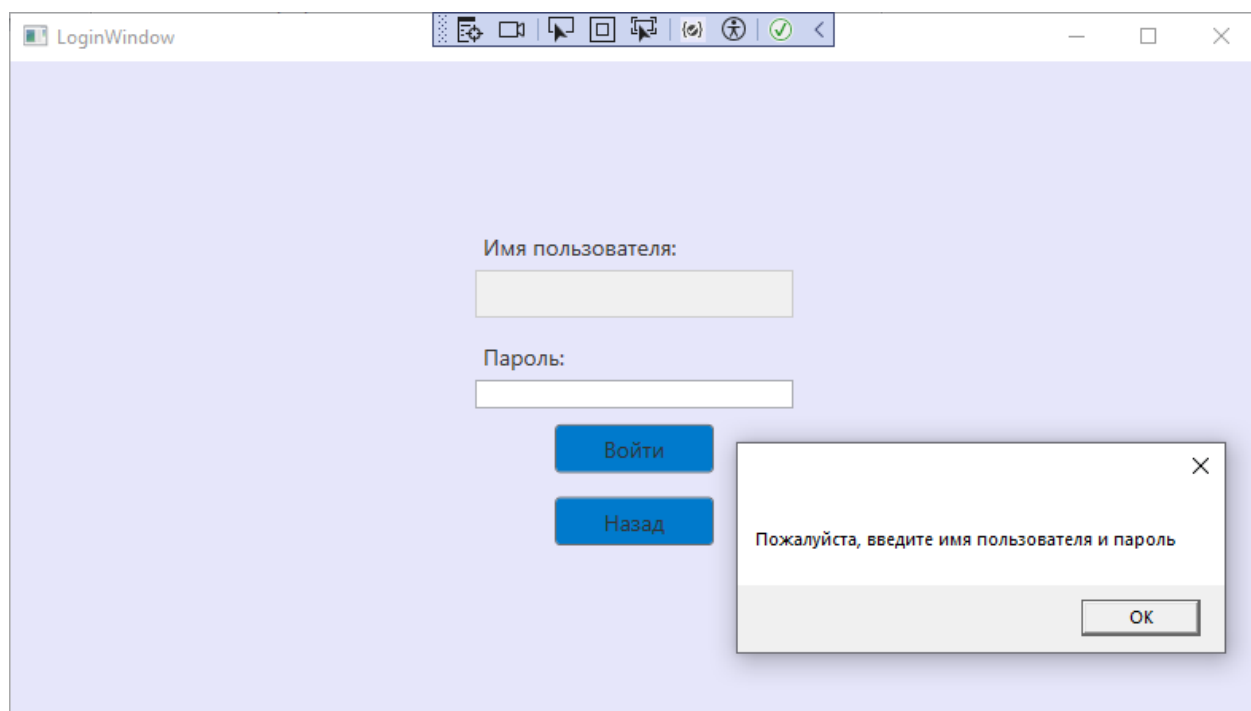 LoginWindow
Имя пользователя:
Пароль:
Войти
Назад
Пожалуйста, введите имя пользователя и пароль
OK